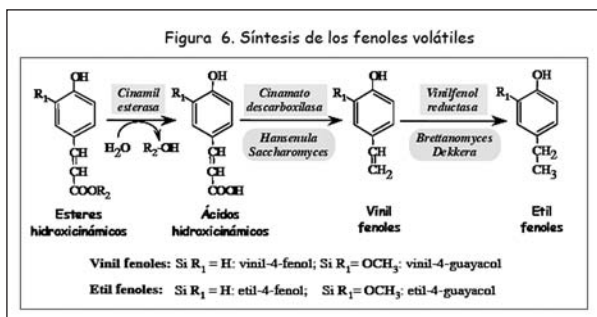 Figura 6. Síntesis de los fenoles volátiles
OH OH OH OH
R₁ Cinamil esterasa R₁ Cinamato descarboxilasa R₁ Vinilfenol reductasa R₁
H₂O R₂-OH Hansenula Saccharomyces Brettanomyces Dekkera
CH CH CH CH₂
CH CH CH₂ CH₃
COOR₂ COOH
Esteres hidroxicinámicos Ácidos hidroxicinámicos Vinil fenoles Etil fenoles
Vinil fenoles: Si R₁ = H: vinil-4-fenol; Si R₁= OCH₃: vinil-4-guayacol
Etil fenoles: Si R₁ = H: etil-4-fenol; Si R₁= OCH₃: etil-4-guayacol